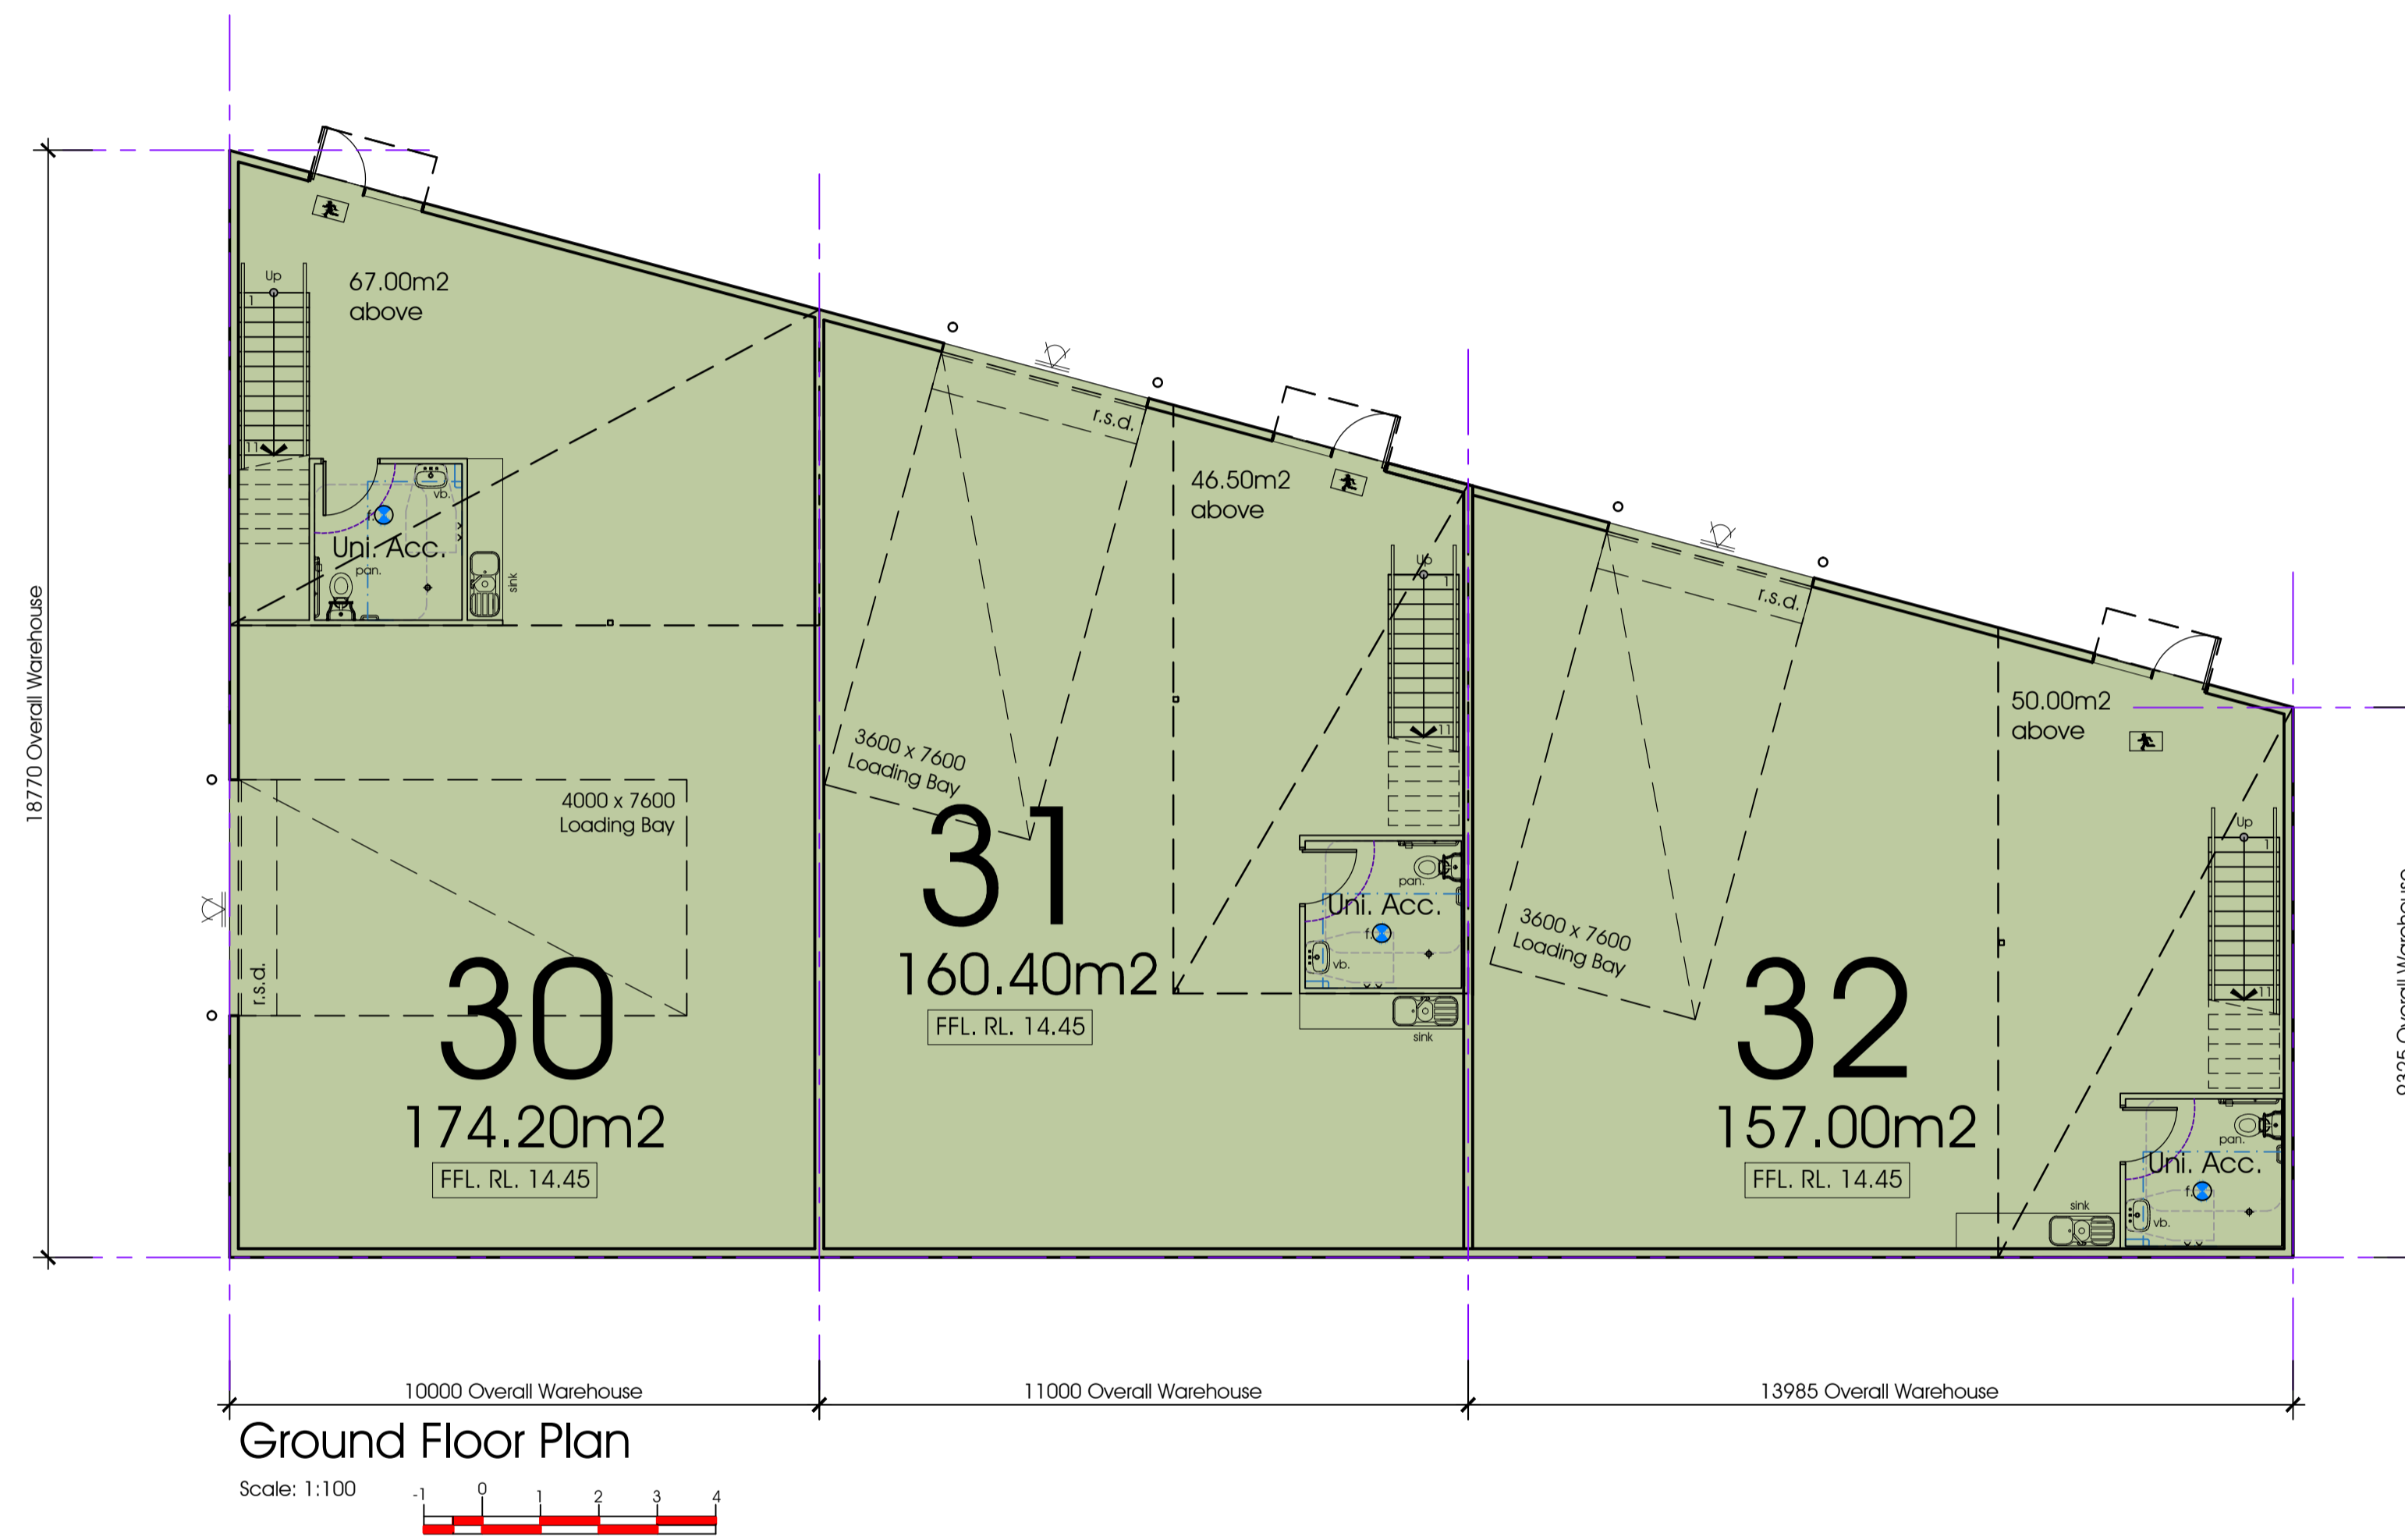 18770 Overall Warehouse
Up
1
11
67.00m2
above
vb.
f.
Uni. Acc.
pan.
sink
4000 x 7600
Loading Bay
r.s.d.
30
174.20m2
FFL. RL. 14.45
r.s.d.
46.50m2
above
Up
1
11
3600 x 7600
Loading Bay
31
160.40m2
FFL. RL. 14.45
pan.
Uni. Acc.
f.
vb.
sink
r.s.d.
50.00m2
above
Up
1
11
3600 x 7600
Loading Bay
32
157.00m2
FFL. RL. 14.45
pan.
Uni. Acc.
f.
vb.
sink
9325 Overall Warehouse
10000 Overall Warehouse
11000 Overall Warehouse
13985 Overall Warehouse
Ground Floor Plan
Scale: 1:100
-1 0 1 2 3 4